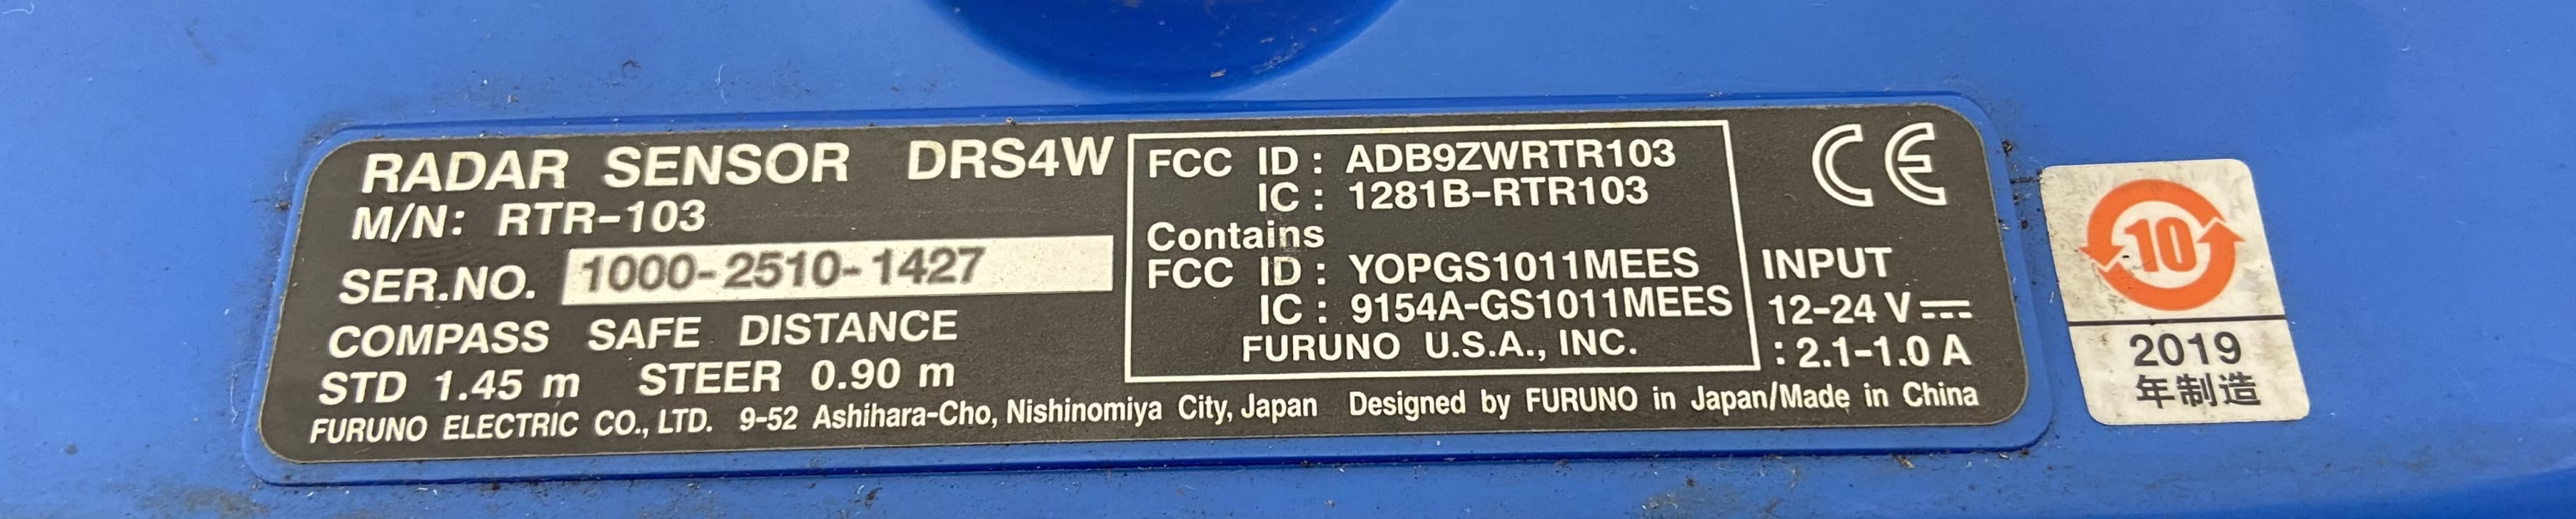 RADAR SENSOR DRS4W
M/N: RTR-103
SER.NO. 1000-2510-1427
COMPASS SAFE DISTANCE
STD 1.45 m STEER 0.90 m
FCC ID : ADB9ZWRTR103
IC : 1281B-RTR103
Contains
FCC ID : YOPGS1011MEES
IC : 9154A-GS1011MEES
FURUNO U.S.A., INC.
CE
INPUT
12-24 V ⎓
: 2.1-1.0 A
FURUNO ELECTRIC CO., LTD. 9-52 Ashihara-Cho, Nishinomiya City, Japan Designed by FURUNO in Japan/Made in China
10
2019
年制造